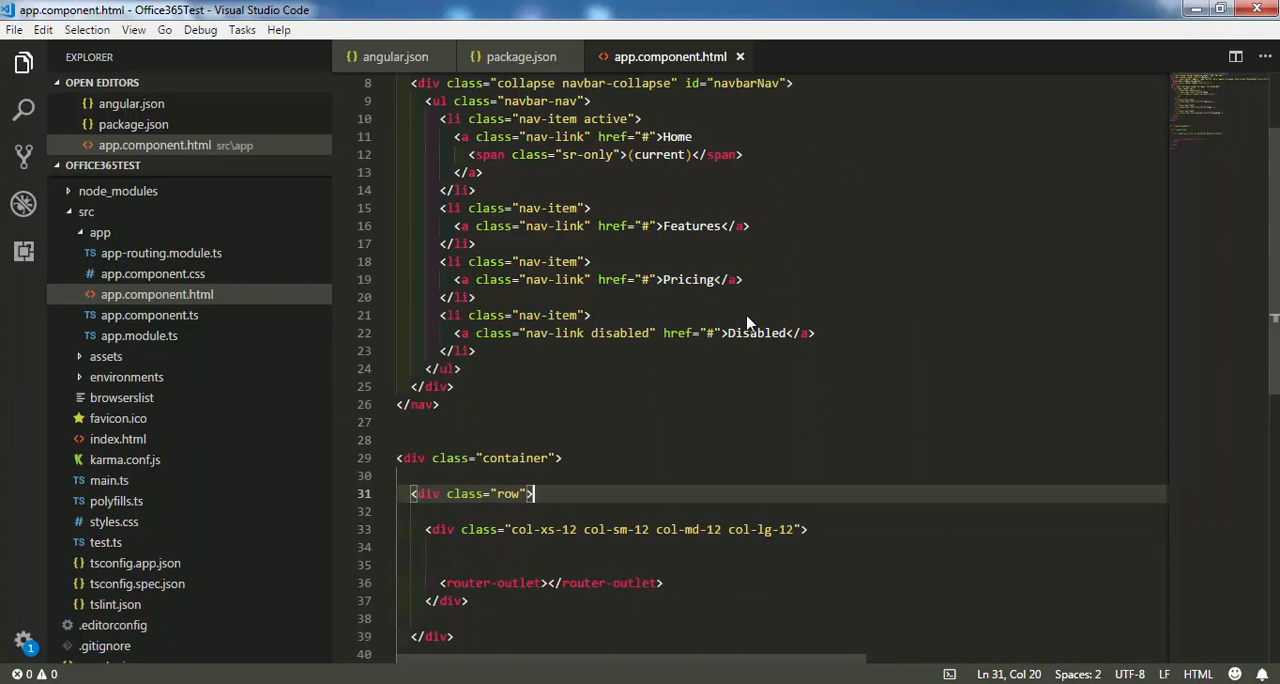 app.component.html - Office365Test - Visual Studio Code
File Edit Selection View Go Debug Tasks Help
EXPLORER
OPEN EDITORS
{} angular.json
{} package.json
<> app.component.html src\app
OFFICE365TEST
node_modules
src
app
TS app-routing.module.ts
# app.component.css
<> app.component.html
TS app.component.ts
TS app.module.ts
assets
environments
browserslist
favicon.ico
<> index.html
karma.conf.js
TS main.ts
TS polyfills.ts
# styles.css
TS test.ts
{} tsconfig.app.json
{} tsconfig.spec.json
{} tslint.json
.editorconfig
.gitignore
1
{} angular.json {} package.json <> app.component.html ×
8 <div class="collapse navbar-collapse" id="navbarNav">
9 <ul class="navbar-nav">
10 <li class="nav-item active">
11 <a class="nav-link" href="#">Home
12 <span class="sr-only">(current)</span>
13 </a>
14 </li>
15 <li class="nav-item">
16 <a class="nav-link" href="#">Features</a>
17 </li>
18 <li class="nav-item">
19 <a class="nav-link" href="#">Pricing</a>
20 </li>
21 <li class="nav-item">
22 <a class="nav-link disabled" href="#">Disabled</a>
23 </li>
24 </ul>
25 </div>
26 </nav>
27
28
29 <div class="container">
30
31 <div class="row">
32
33 <div class="col-xs-12 col-sm-12 col-md-12 col-lg-12">
34
35
36 <router-outlet></router-outlet>
37 </div>
38
39 </div>
40
0 0 Ln 31, Col 20 Spaces: 2 UTF-8 LF HTML